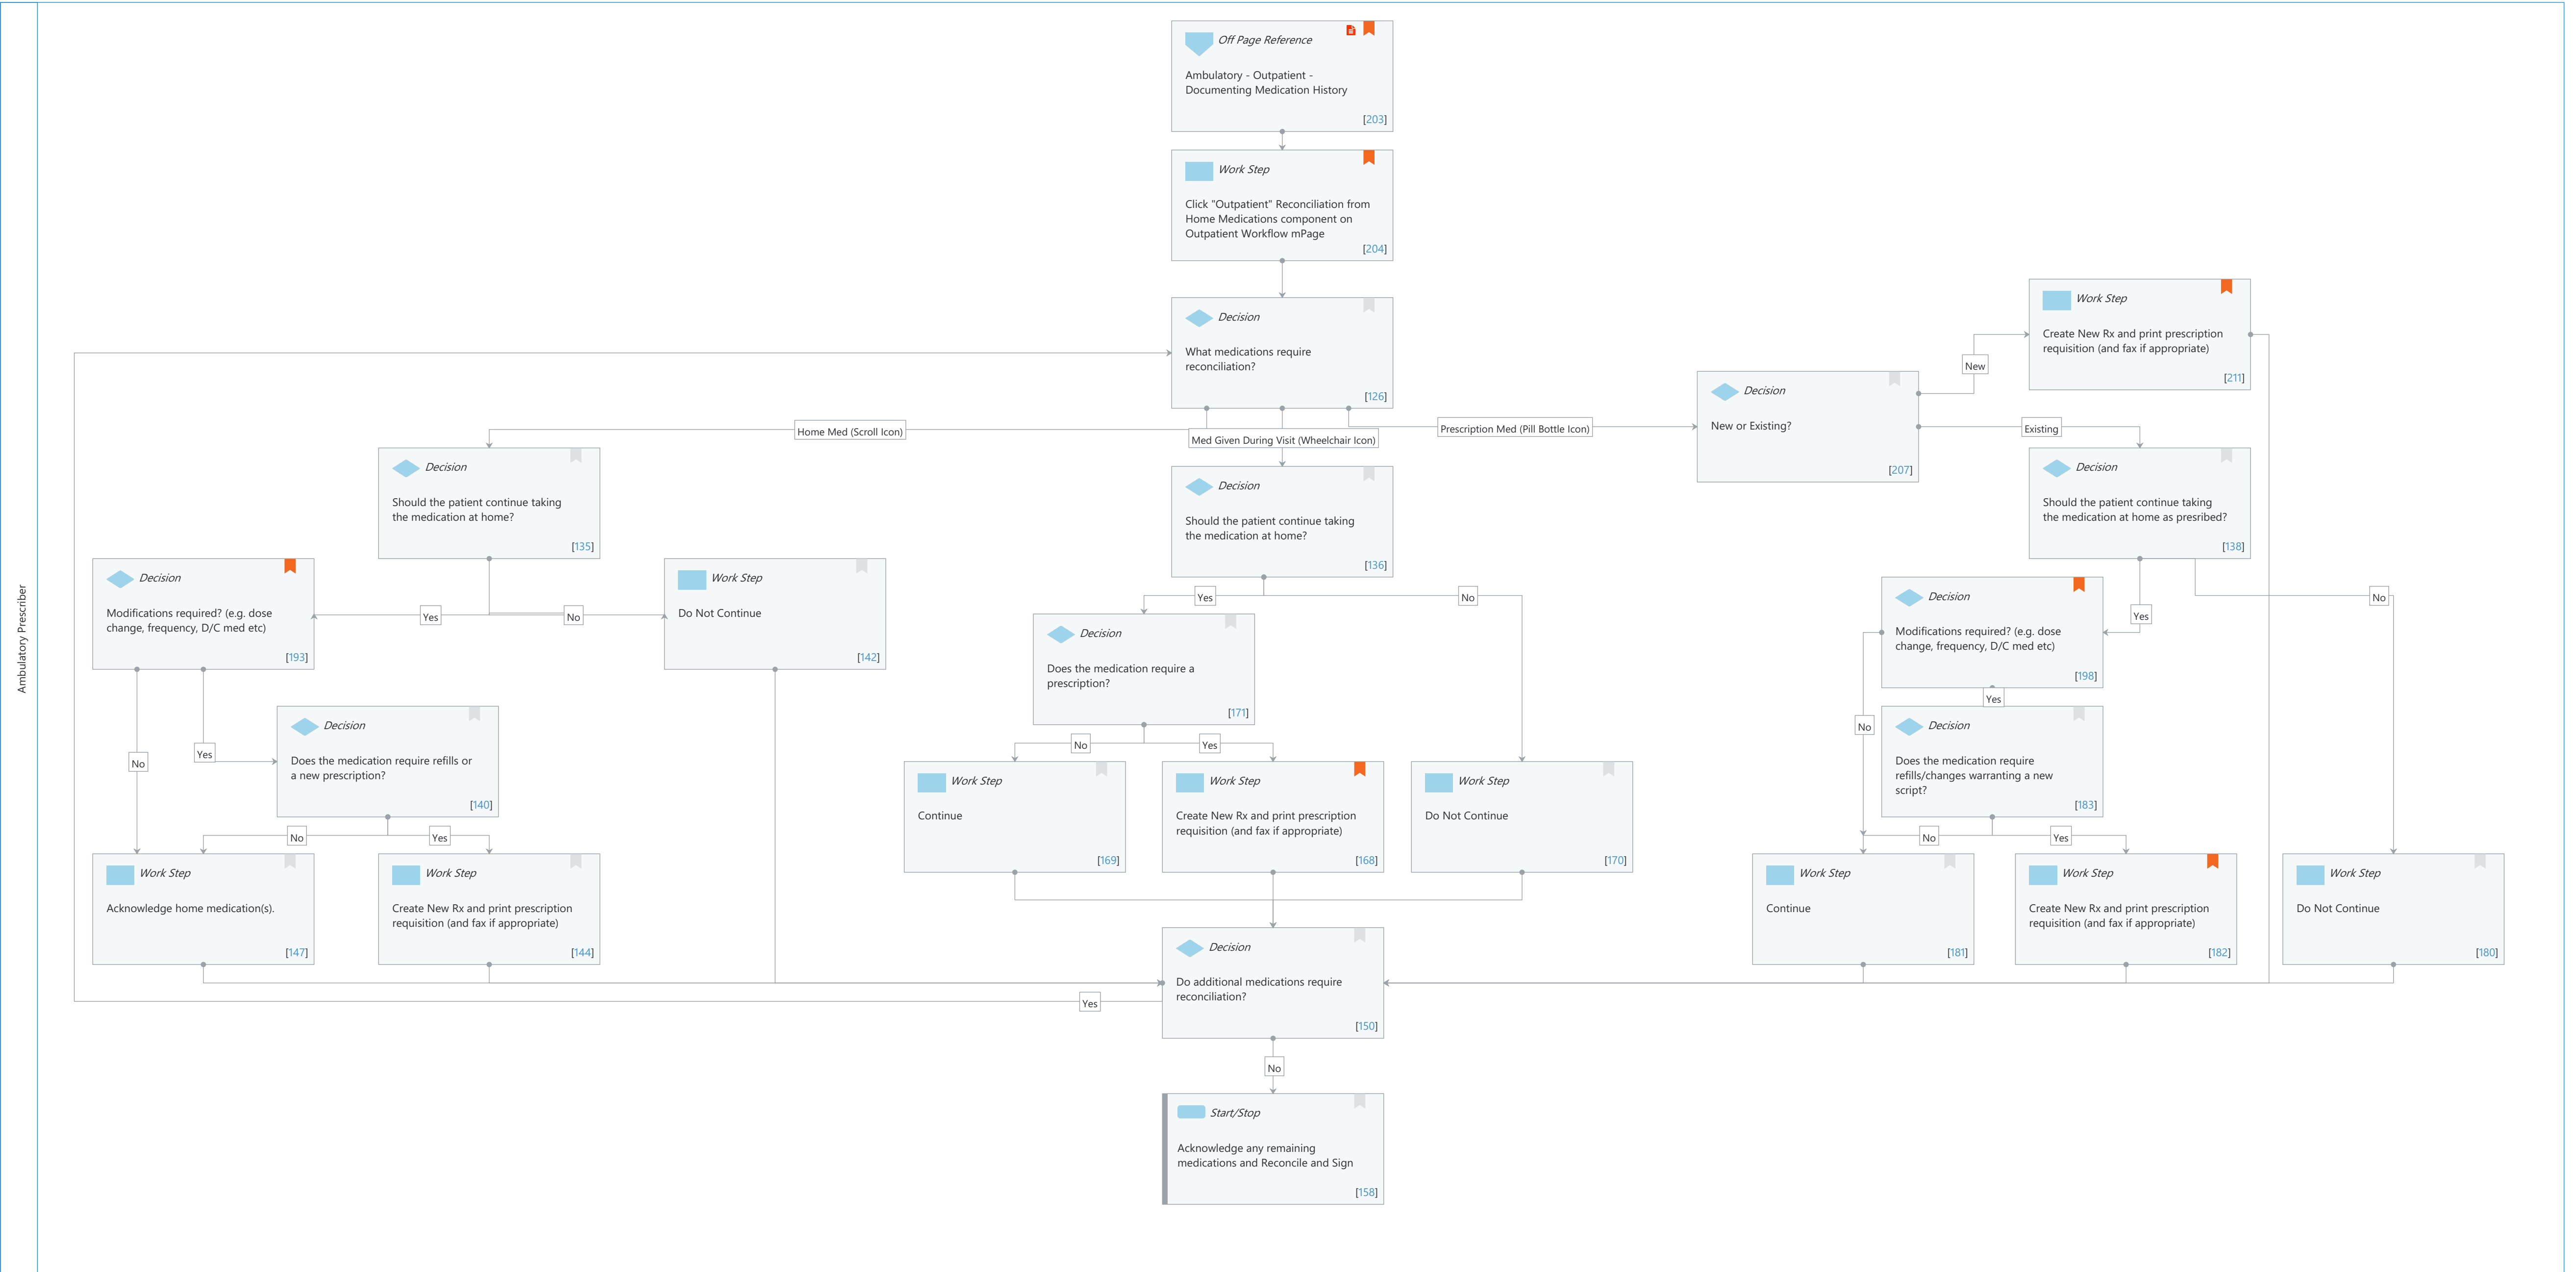 Ambulatory Prescriber
Off Page Reference
Ambulatory - Outpatient -
Documenting Medication History
[203]
Work Step
Click "Outpatient" Reconciliation from
Home Medications component on
Outpatient Workflow mPage
[204]
Decision
What medications require
reconciliation?
[126]
Home Med (Scroll Icon)
Med Given During Visit (Wheelchair Icon)
Prescription Med (Pill Bottle Icon)
Decision
New or Existing?
[207]
New
Existing
Work Step
Create New Rx and print prescription
requisition (and fax if appropriate)
[211]
Decision
Should the patient continue taking
the medication at home?
[135]
Decision
Should the patient continue taking
the medication at home?
[136]
Decision
Should the patient continue taking
the medication at home as presribed?
[138]
Yes
No
Yes
No
Yes
No
Decision
Modifications required? (e.g. dose
change, frequency, D/C med etc)
[193]
Work Step
Do Not Continue
[142]
Decision
Does the medication require a
prescription?
[171]
Decision
Modifications required? (e.g. dose
change, frequency, D/C med etc)
[198]
No
Yes
No
Yes
No
Yes
Decision
Does the medication require refills or
a new prescription?
[140]
Decision
Does the medication require
refills/changes warranting a new
script?
[183]
Work Step
Continue
[169]
Work Step
Create New Rx and print prescription
requisition (and fax if appropriate)
[168]
Work Step
Do Not Continue
[170]
No
Yes
No
Yes
Work Step
Acknowledge home medication(s).
[147]
Work Step
Create New Rx and print prescription
requisition (and fax if appropriate)
[144]
Work Step
Continue
[181]
Work Step
Create New Rx and print prescription
requisition (and fax if appropriate)
[182]
Work Step
Do Not Continue
[180]
Decision
Do additional medications require
reconciliation?
[150]
Yes
No
Start/Stop
Acknowledge any remaining
medications and Reconcile and Sign
[158]